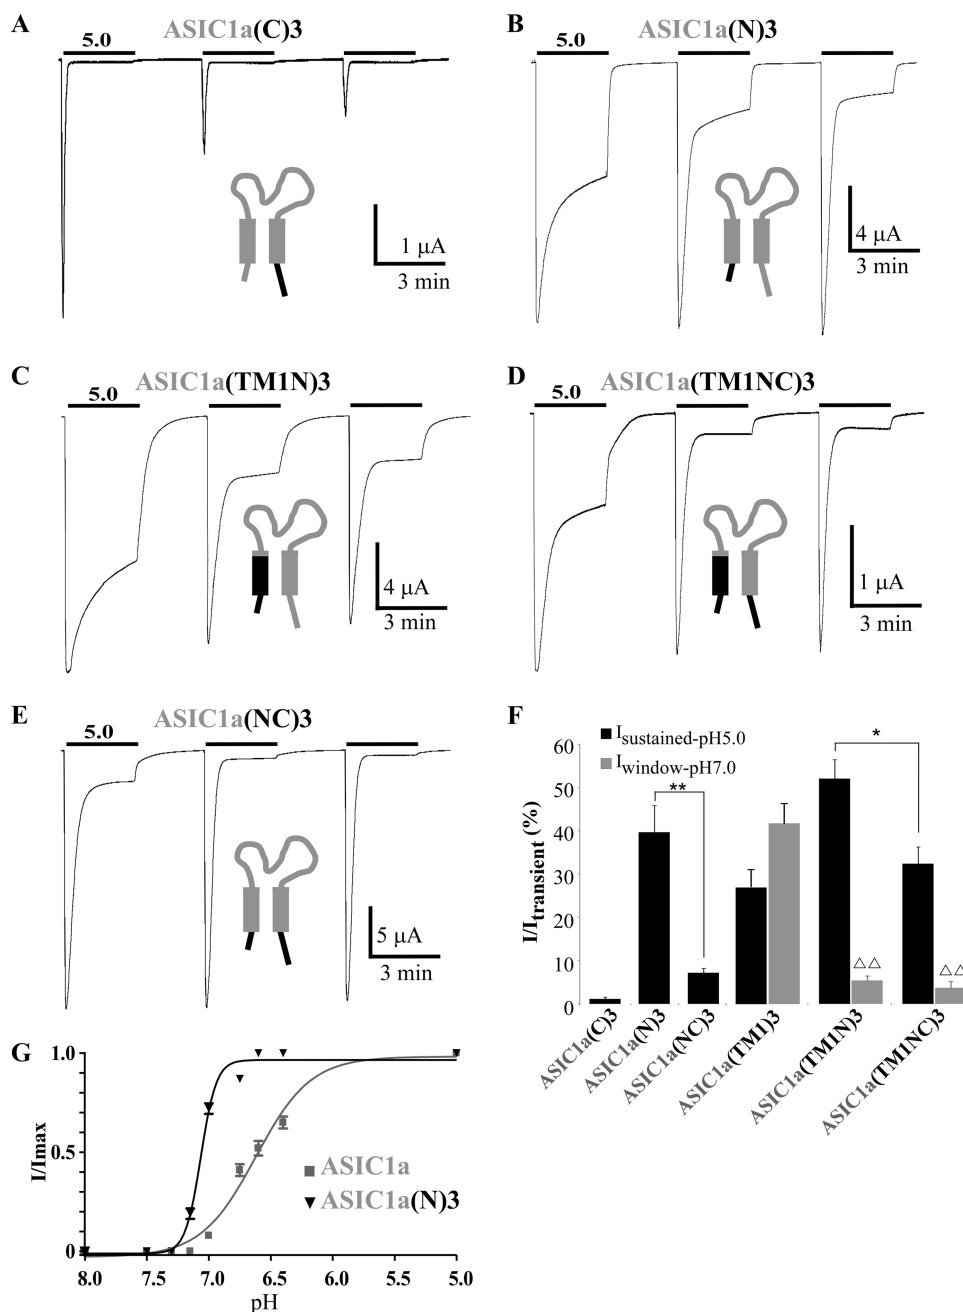 A
ASIC1a(C)3
5.0
1 μA
3 min
B
ASIC1a(N)3
5.0
4 μA
3 min
C
ASIC1a(TM1N)3
5.0
4 μA
3 min
D
ASIC1a(TM1NC)3
5.0
1 μA
3 min
E
ASIC1a(NC)3
5.0
5 μA
3 min
F
Isustained-pH5.0
Iwindow-pH7.0
I/Itransient (%)
60
50
40
30
20
10
0
**
*
△△
△△
ASIC1a(C)3
ASIC1a(N)3
ASIC1a(NC)3
ASIC1a(TM1)3
ASIC1a(TM1N)3
ASIC1a(TM1NC)3
G
I/Imax
1.0
0.5
0
ASIC1a
ASIC1a(N)3
8.0 7.5 7.0 6.5 6.0 5.5 5.0
pH